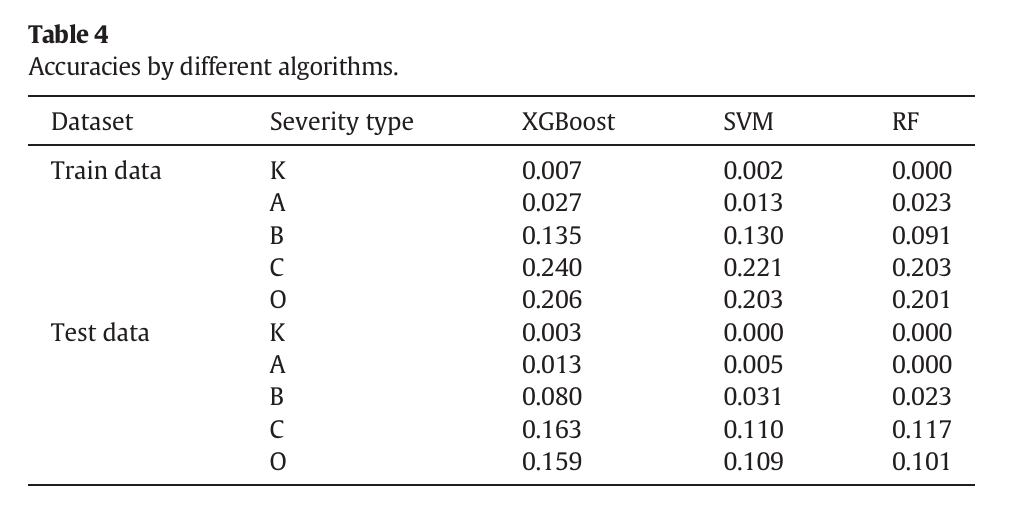 Table 4
Accuracies by different algorithms.
Dataset Severity type XGBoost SVM RF
Train data K 0.007 0.002 0.000
A 0.027 0.013 0.023
B 0.135 0.130 0.091
C 0.240 0.221 0.203
O 0.206 0.203 0.201
Test data K 0.003 0.000 0.000
A 0.013 0.005 0.000
B 0.080 0.031 0.023
C 0.163 0.110 0.117
O 0.159 0.109 0.101